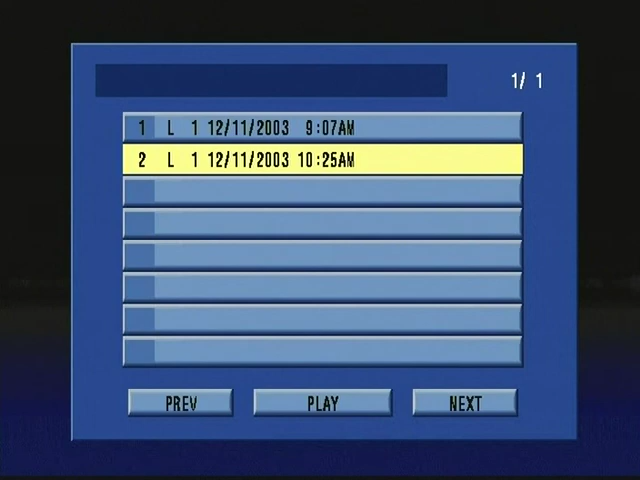 1/ 1
1 L 1 12/11/2003 9:07AM
2 L 1 12/11/2003 10:25AM
PREV PLAY NEXT